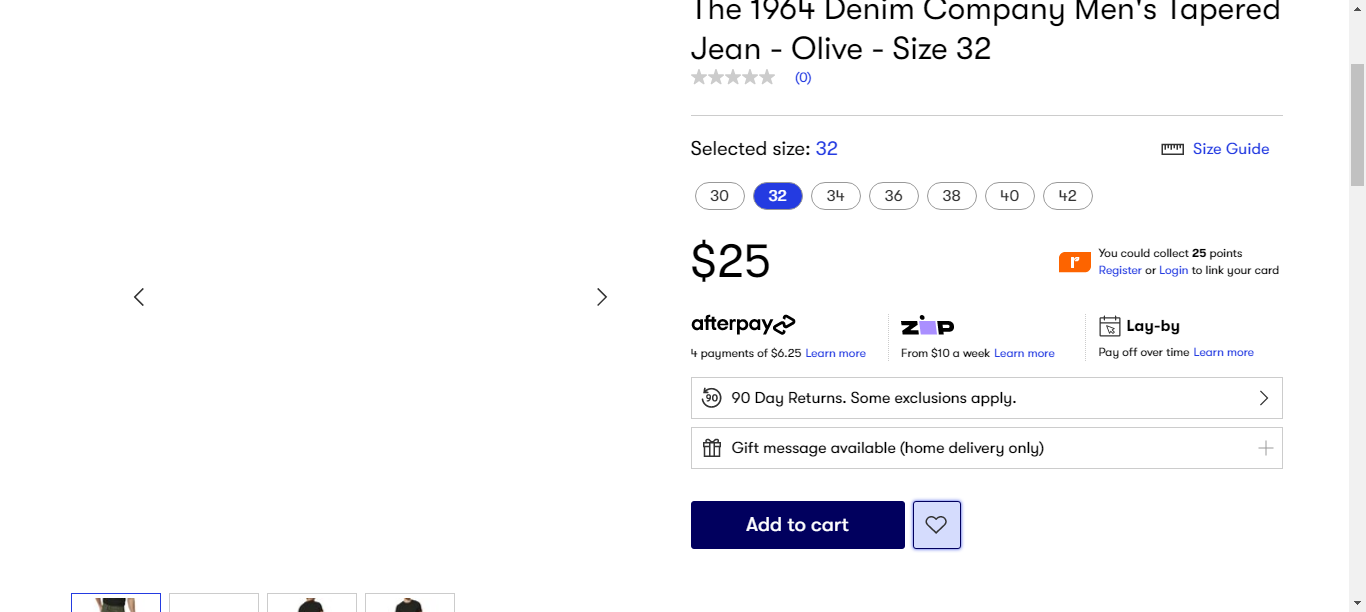 The 1964 Denim Company Men's Tapered
Jean - Olive - Size 32
(0)
Selected size: 32
Size Guide
30 32 34 36 38 40 42
$25
You could collect 25 points
r
Register or Login to link your card
afterpay
zip
Lay-by
4 payments of $6.25 Learn more
From $10 a week Learn more
Pay off over time Learn more
90 90 Day Returns. Some exclusions apply.
Gift message available (home delivery only)
Add to cart